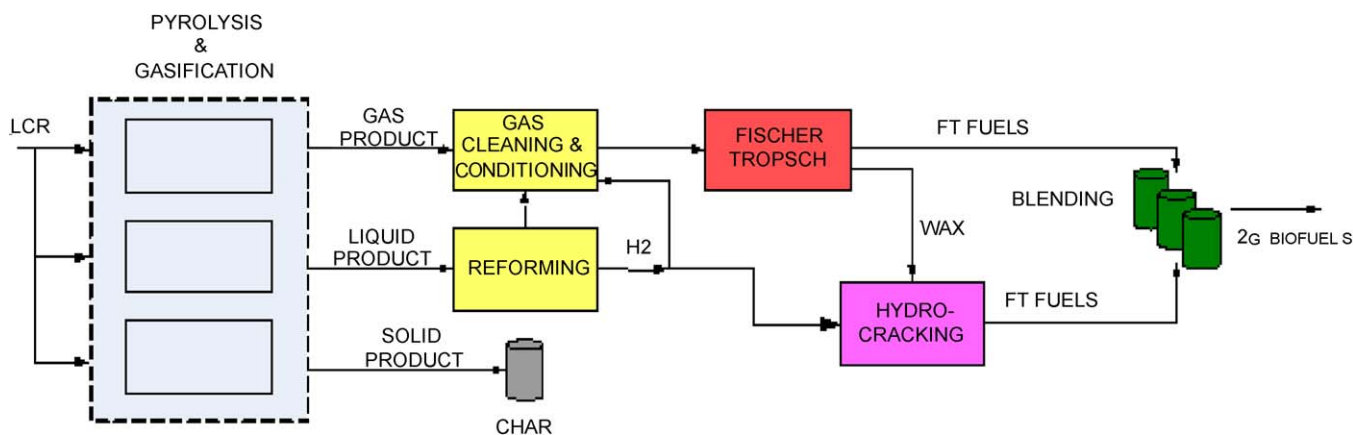 PYROLYSIS
&
GASIFICATION
LCR
GAS
PRODUCT
GAS
CLEANING &
CONDITIONING
FISCHER
TROPSCH
FT FUELS
BLENDING
2G BIOFUEL S
LIQUID
PRODUCT
REFORMING
H2
WAX
HYDRO-
CRACKING
FT FUELS
SOLID
PRODUCT
CHAR